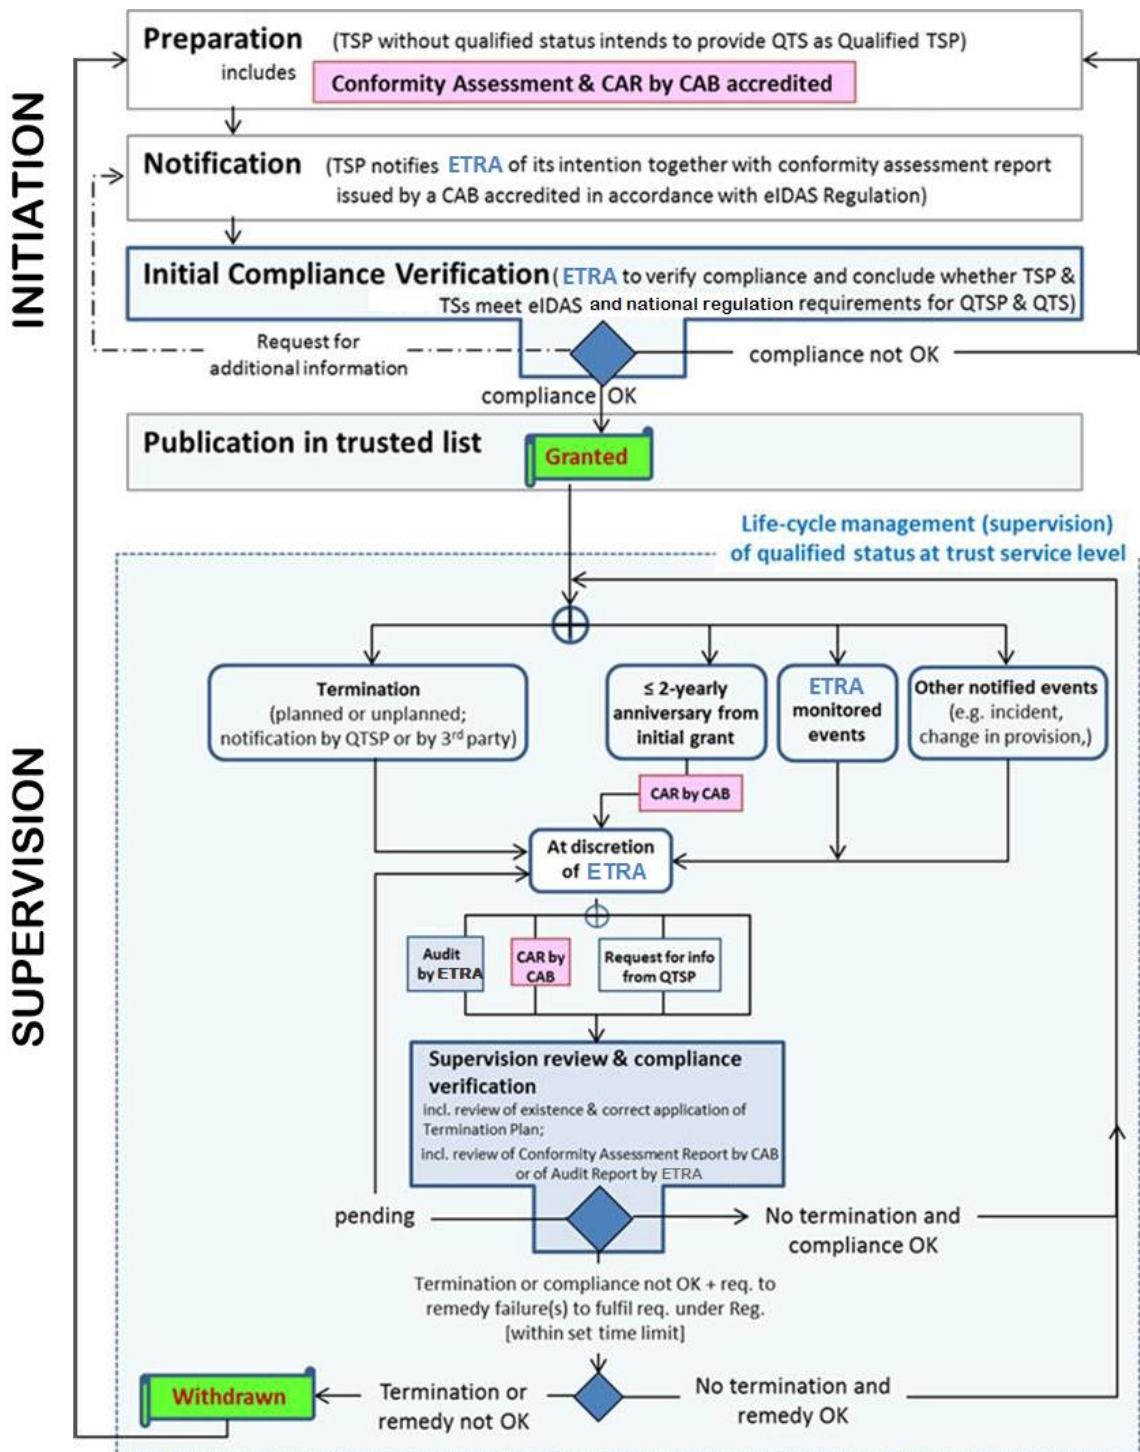 INITIATION
Preparation (TSP without qualified status intends to provide QTS as Qualified TSP)
includes
Conformity Assessment & CAR by CAB accredited
Notification (TSP notifies ETRA of its intention together with conformity assessment report
issued by a CAB accredited in accordance with eIDAS Regulation)
Initial Compliance Verification ( ETRA to verify compliance and conclude whether TSP &
TSs meet eIDAS and national regulation requirements for QTSP & QTS)
Request for
additional information
compliance not OK
compliance OK
Publication in trusted list
Granted
Life-cycle management (supervision)
of qualified status at trust service level
SUPERVISION
Termination
(planned or unplanned;
notification by QTSP or by 3rd party)
≤ 2-yearly
anniversary from
initial grant
ETRA
monitored
events
Other notified events
(e.g. incident,
change in provision,)
CAR by CAB
At discretion
of ETRA
Audit
by ETRA
CAR by
CAB
Request for info
from QTSP
Supervision review & compliance
verification
incl. review of existence & correct application of
Termination Plan;
incl. review of Conformity Assessment Report by CAB
or of Audit Report by ETRA
pending
No termination and
compliance OK
Termination or compliance not OK + req. to
remedy failure(s) to fulfil req. under Reg.
[within set time limit]
Withdrawn
Termination or
remedy not OK
No termination and
remedy OK